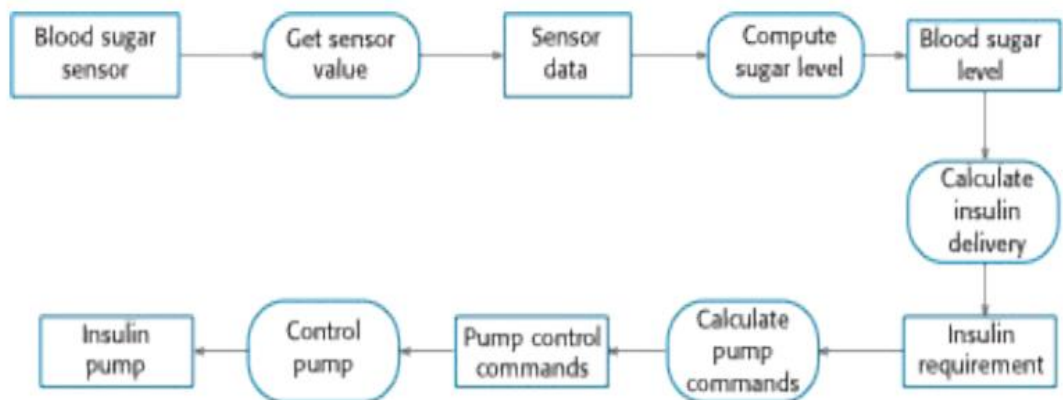 Blood sugar
sensor
Get sensor
value
Sensor
data
Compute
sugar level
Blood sugar
level
Calculate
insulin
delivery
Insulin
requirement
Calculate
pump
commands
Pump control
commands
Control
pump
Insulin
pump